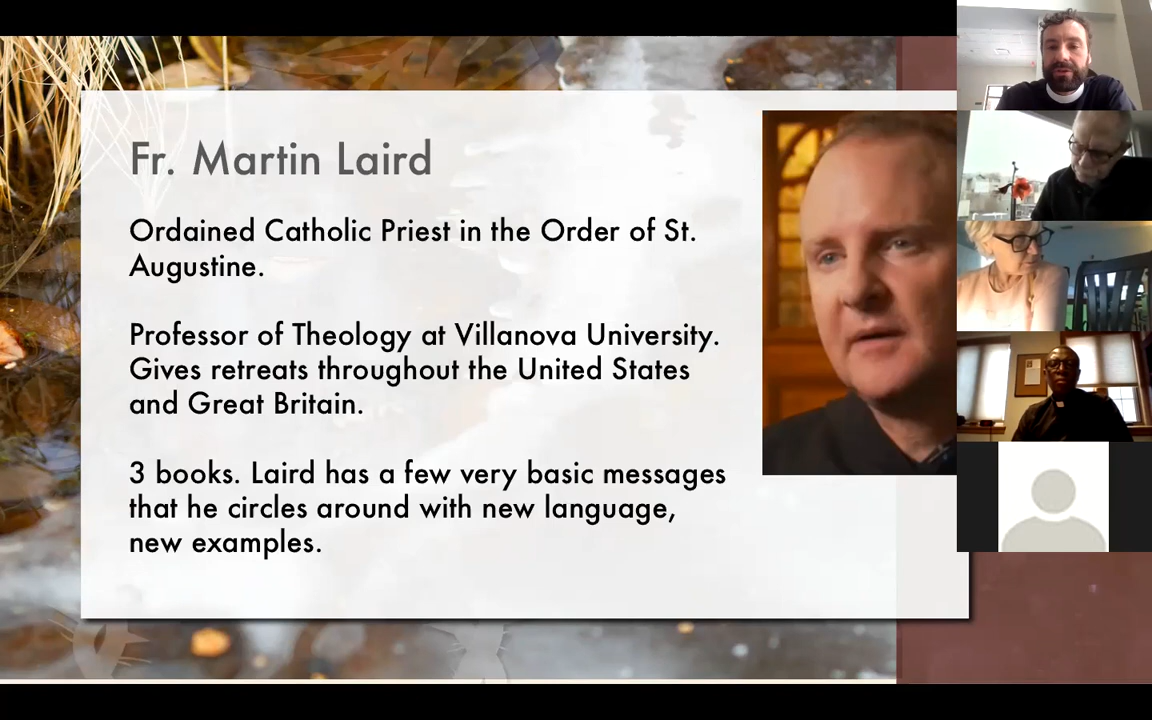 Fr. Martin Laird
Ordained Catholic Priest in the Order of St.
Augustine.
Professor of Theology at Villanova University.
Gives retreats throughout the United States
and Great Britain.
3 books. Laird has a few very basic messages
that he circles around with new language,
new examples.